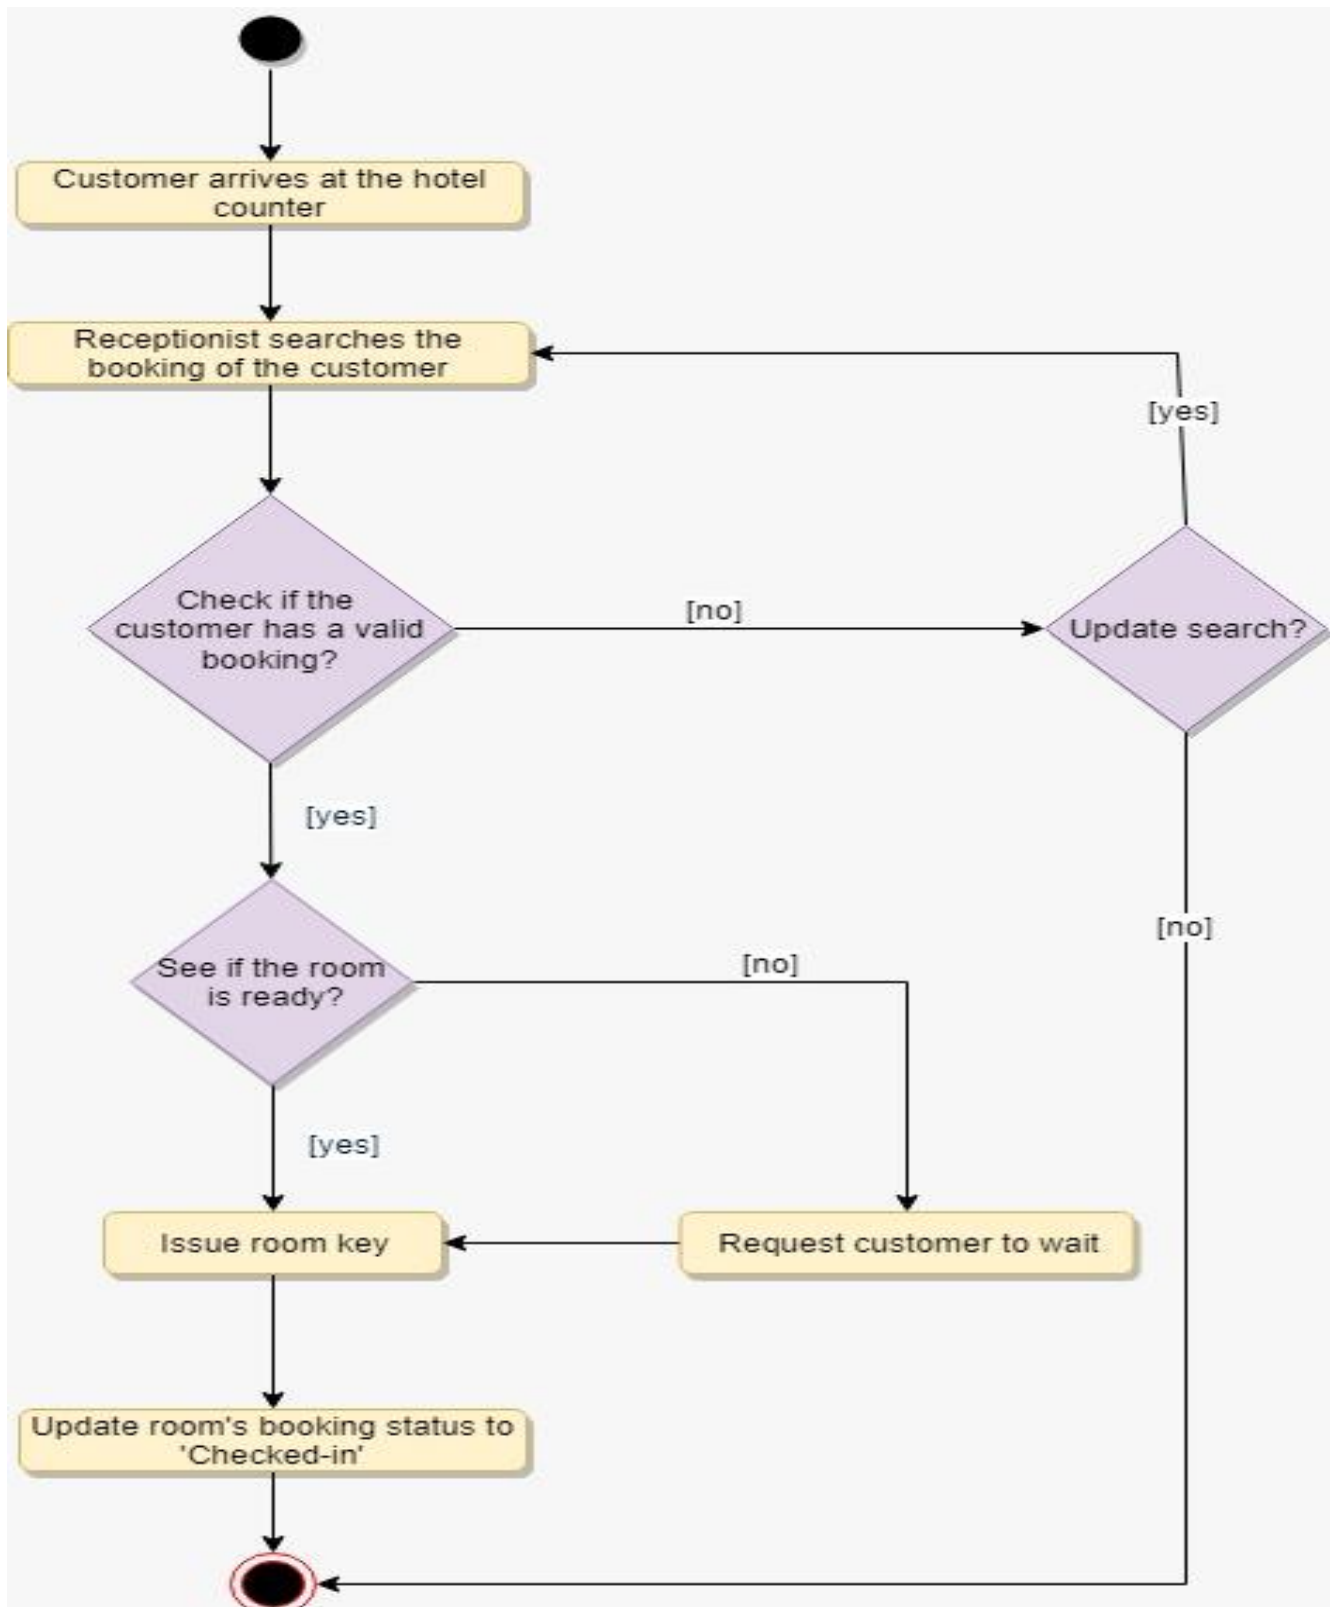 Customer arrives at the hotel
counter
Receptionist searches the
booking of the customer
[yes]
Check if the
customer has a valid
booking?
[no]
Update search?
[yes]
[no]
See if the room
is ready?
[no]
[yes]
Issue room key
Request customer to wait
Update room's booking status to
'Checked-in'